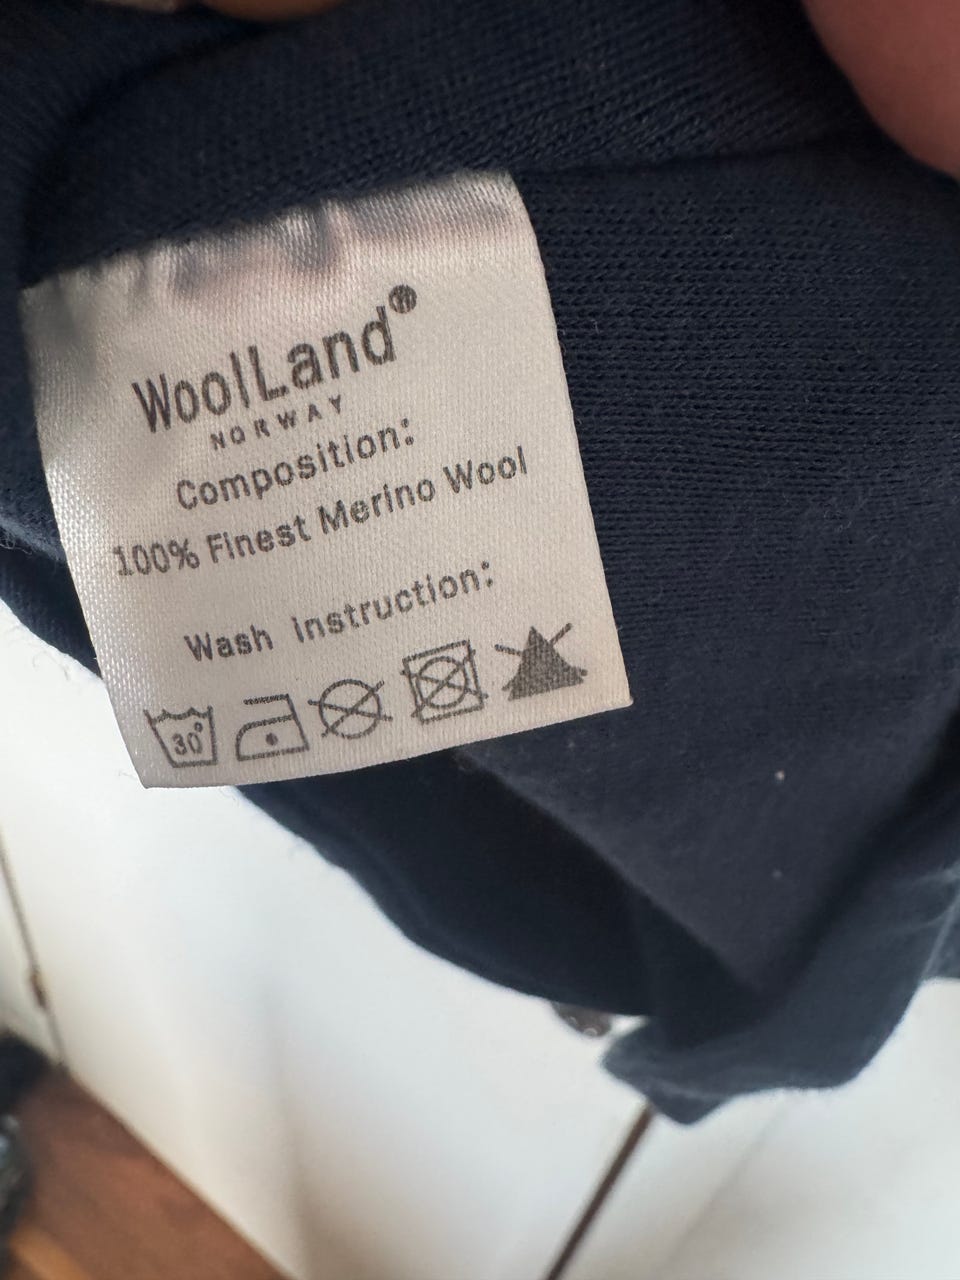 WoolLand®
NORWAY
Composition:
100% Finest Merino Wool
Wash instruction:
30°